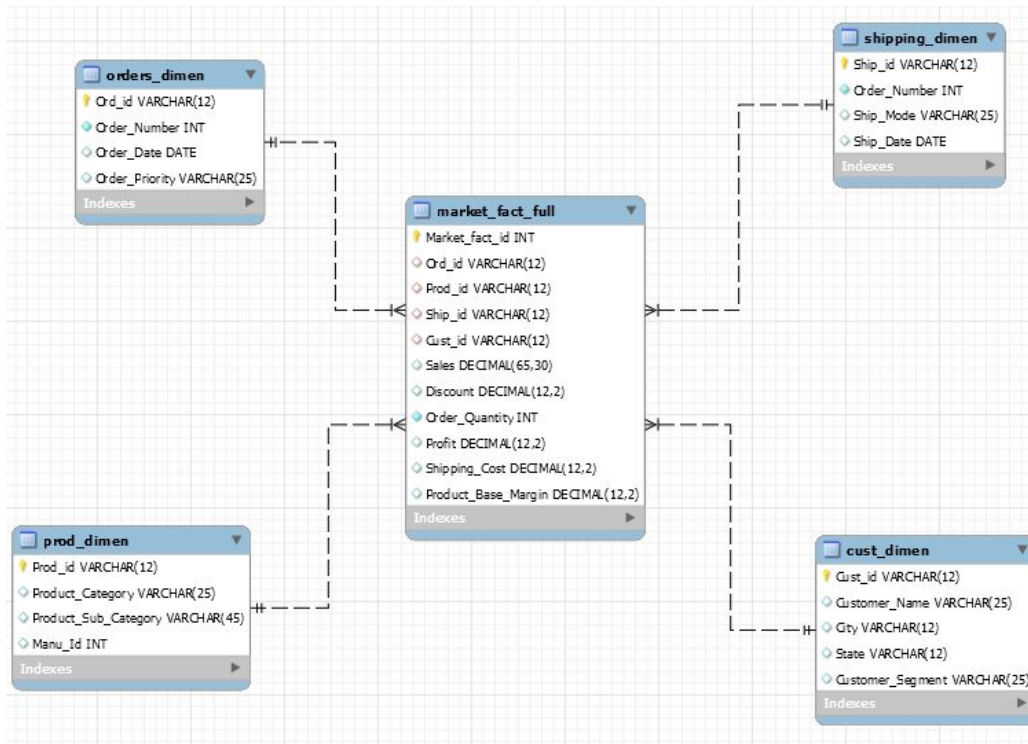 orders_dimen
Ord_id VARCHAR(12)
Order_Number INT
Order_Date DATE
Order_Priority VARCHAR(25)
Indexes
shipping_dimen
Ship_id VARCHAR(12)
Order_Number INT
Ship_Mode VARCHAR(25)
Ship_Date DATE
Indexes
market_fact_full
Market_fact_id INT
Ord_id VARCHAR(12)
Prod_id VARCHAR(12)
Ship_id VARCHAR(12)
Cust_id VARCHAR(12)
Sales DECIMAL(65,30)
Discount DECIMAL(12,2)
Order_Quantity INT
Profit DECIMAL(12,2)
Shipping_Cost DECIMAL(12,2)
Product_Base_Margin DECIMAL(12,2)
Indexes
prod_dimen
Prod_id VARCHAR(12)
Product_Category VARCHAR(25)
Product_Sub_Category VARCHAR(45)
Manu_Id INT
Indexes
cust_dimen
Cust_id VARCHAR(12)
Customer_Name VARCHAR(25)
City VARCHAR(12)
State VARCHAR(12)
Customer_Segment VARCHAR(25)
Indexes